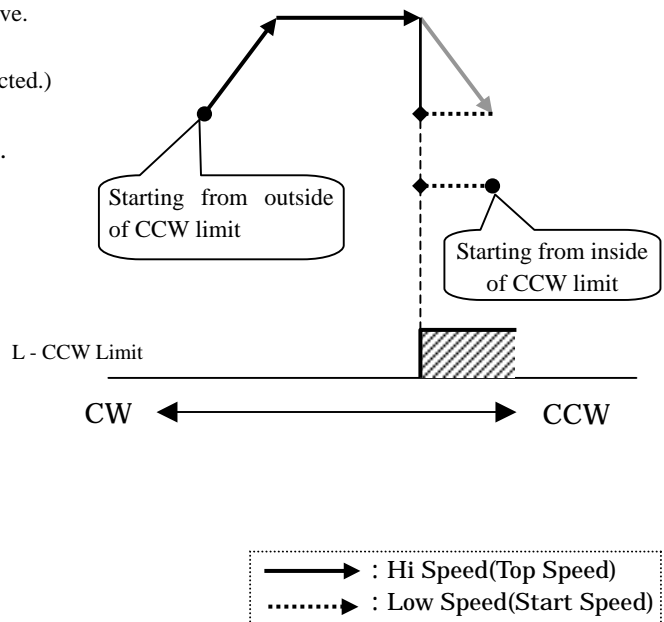 ve.
cted.)
.
Starting from outside
of CCW limit
Starting from inside
of CCW limit
L - CCW Limit
CW
CCW
: Hi Speed(Top Speed)
: Low Speed(Start Speed)